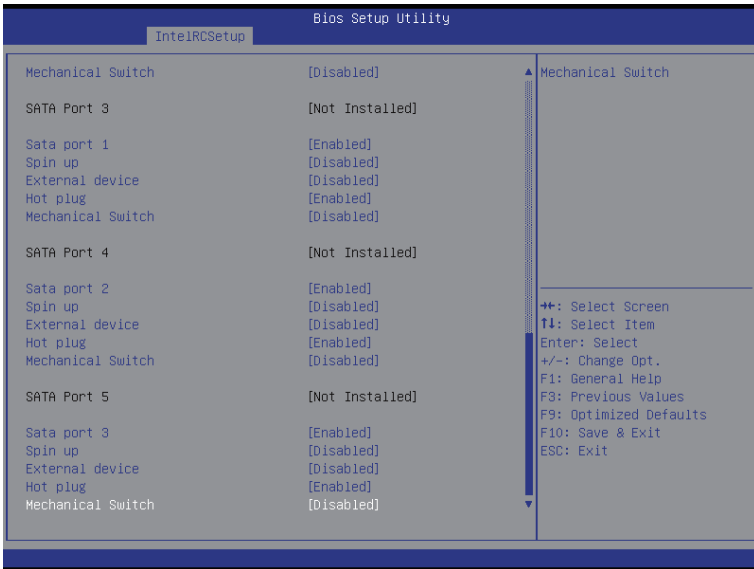 Bios Setup Utility
IntelRCSetup
Mechanical Switch [Disabled]
SATA Port 3 [Not Installed]
Sata port 1 [Enabled]
Spin up [Disabled]
External device [Disabled]
Hot plug [Enabled]
Mechanical Switch [Disabled]
SATA Port 4 [Not Installed]
Sata port 2 [Enabled]
Spin up [Disabled]
External device [Disabled]
Hot plug [Enabled]
Mechanical Switch [Disabled]
SATA Port 5 [Not Installed]
Sata port 3 [Enabled]
Spin up [Disabled]
External device [Disabled]
Hot plug [Enabled]
Mechanical Switch [Disabled]
Mechanical Switch
→←: Select Screen
↑↓: Select Item
Enter: Select
+/-: Change Opt.
F1: General Help
F3: Previous Values
F9: Optimized Defaults
F10: Save & Exit
ESC: Exit